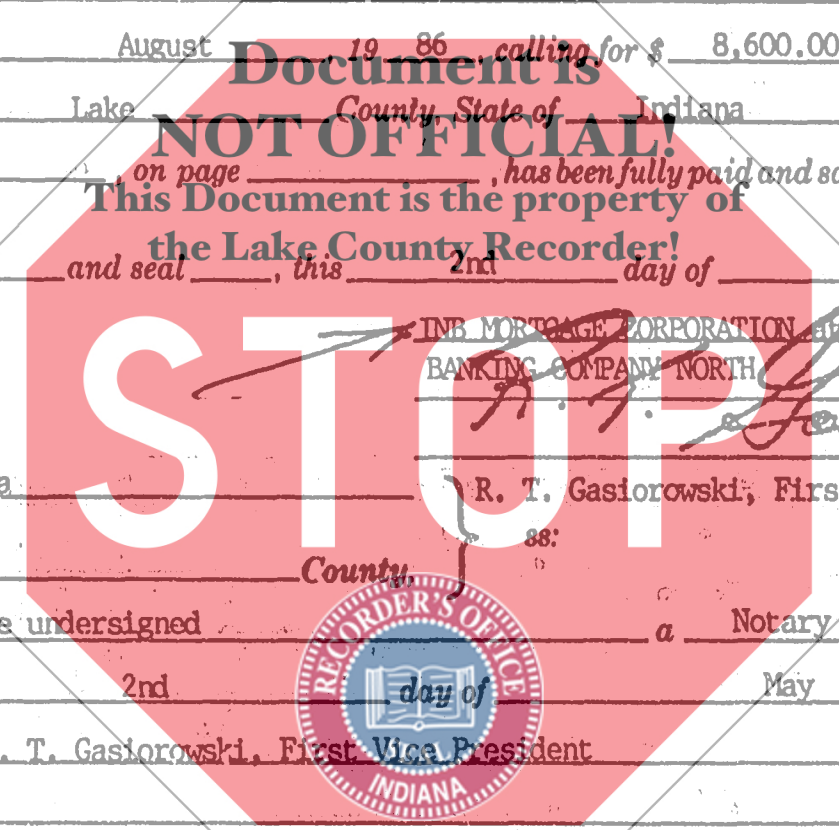 August , 19 86 , calling for $ 8,600.00
Document is
Lake County, State of Indiana
NOT OFFICIAL!
, on page , has been fully paid and
This Document is the property of
the Lake County Recorder!
and seal , this 2nd day of
INB MORTGAGE CORPORATION
BANKING COMPANY NORTH
STOP
R. T. Gasiorowski, Firs
ss:
County,
RECORDER'S OFFICE
undersigned a Notary
2nd day of May
. T. Gasiorowski, First Vice President
INDIANA